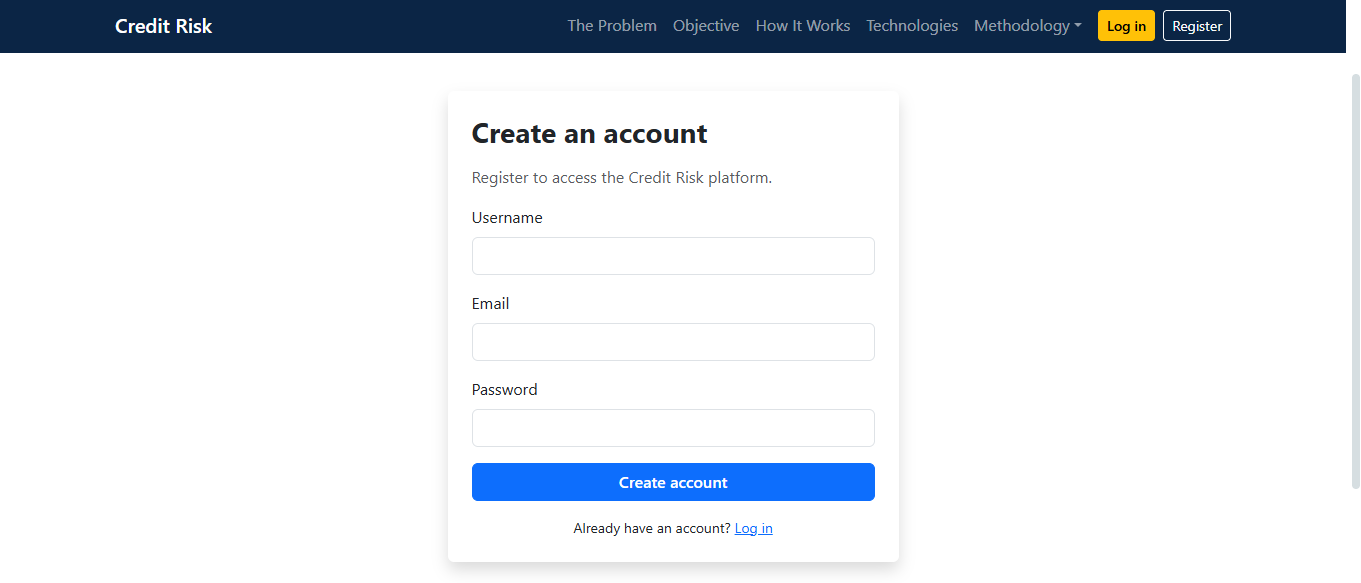 Credit Risk The Problem Objective How It Works Technologies Methodology Log in Register
Create an account
Register to access the Credit Risk platform.
Username
Email
Password
Create account
Already have an account? Log in